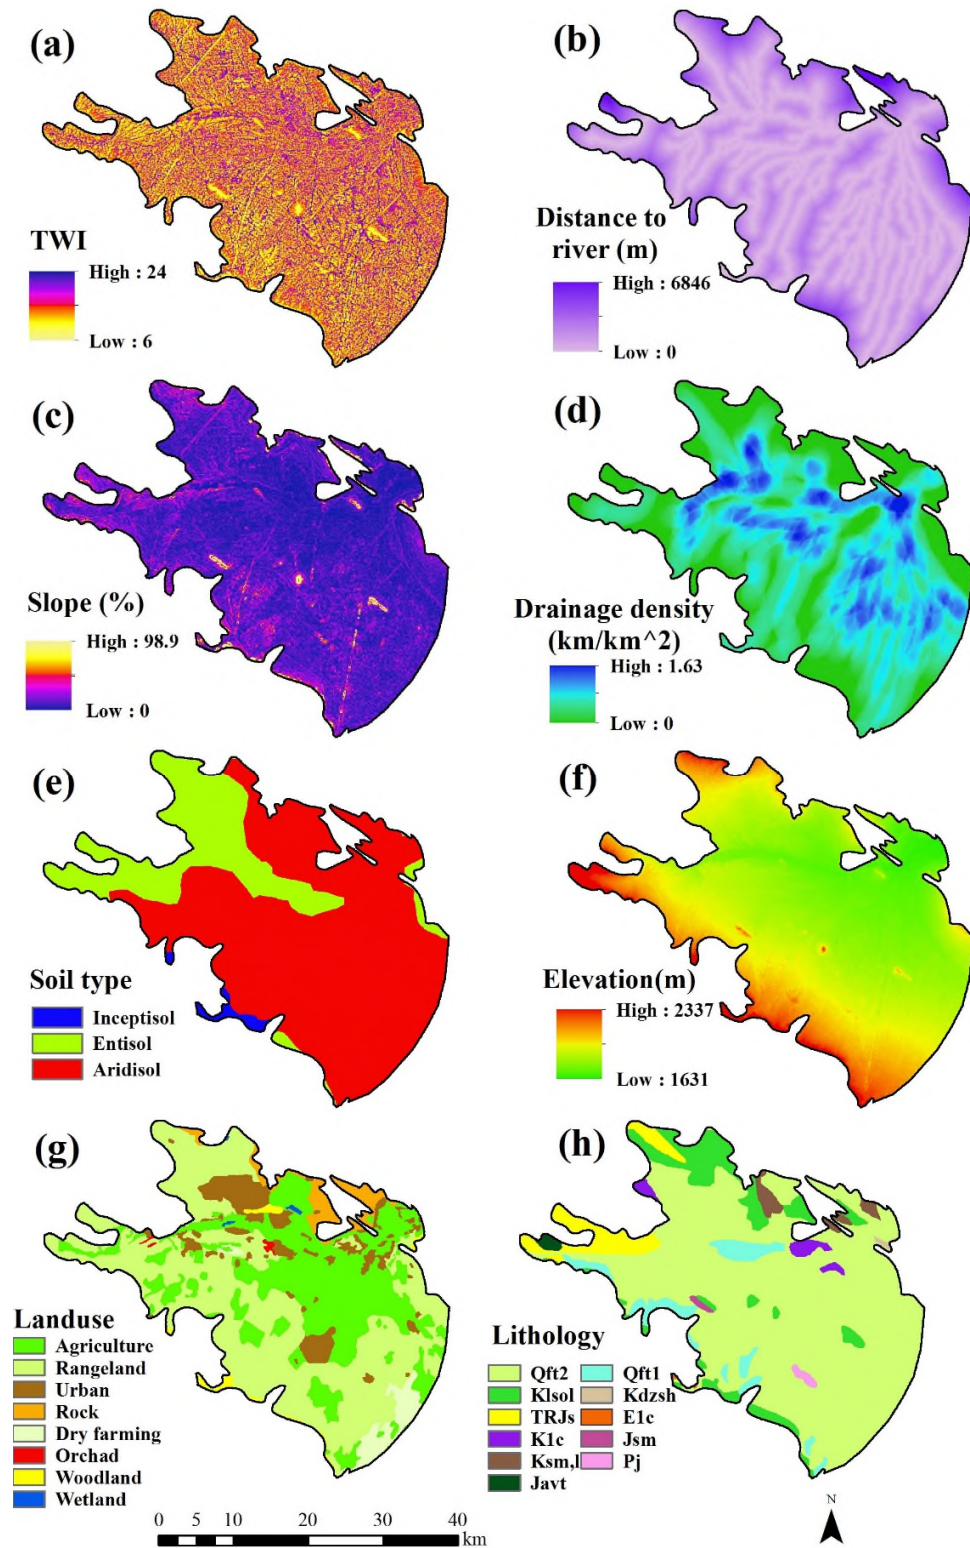 (a)
TWI
High : 24
Low : 6
(b)
Distance to
river (m)
High : 6846
Low : 0
(c)
Slope (%)
High : 98.9
Low : 0
(d)
Drainage density
(km/km^2)
High : 1.63
Low : 0
(e)
Soil type
Inceptisol
Entisol
Aridisol
(f)
Elevation(m)
High : 2337
Low : 1631
(g)
Landuse
Agriculture
Rangeland
Urban
Rock
Dry farming
Orchad
Woodland
Wetland
(h)
Lithology
Qft2
Klsol
TRJs
K1c
Ksm,l
Javt
Qft1
Kdzsh
E1c
Jsm
Pj
0 5 10 20 30 40
km
N